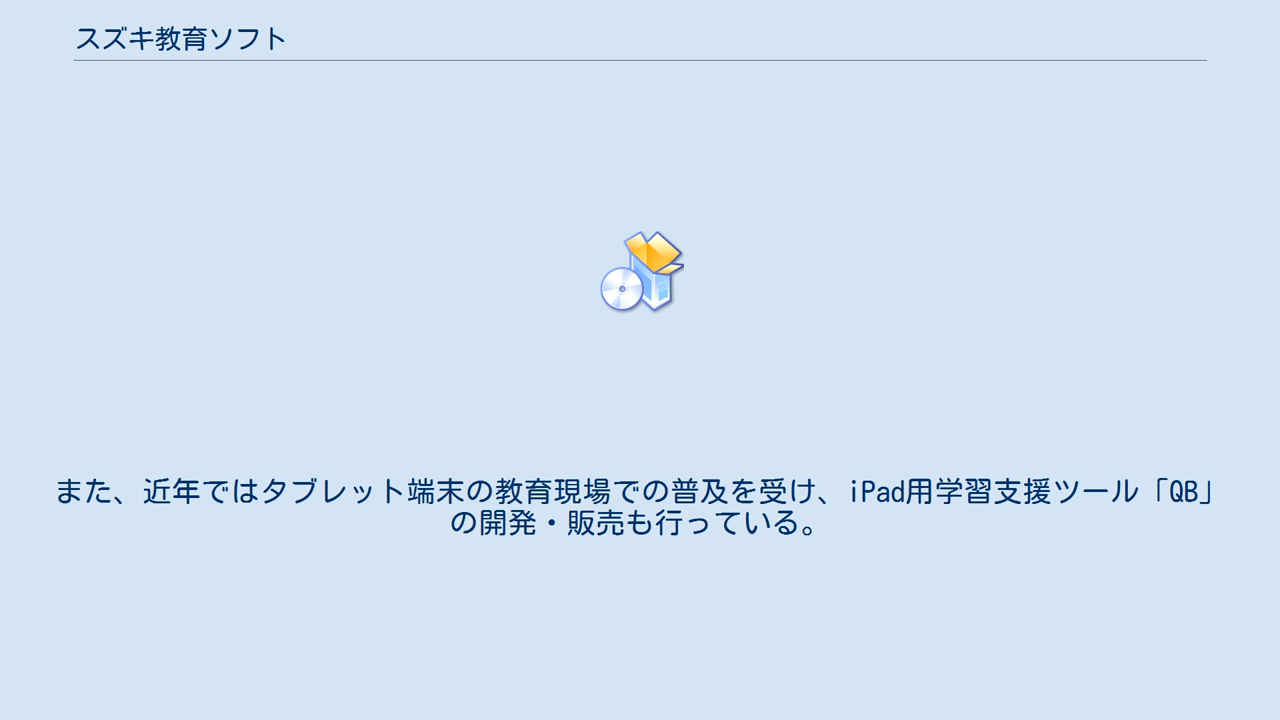 スズキ教育ソフト
また、近年ではタブレット端末の教育現場での普及を受け、iPad用学習支援ツール「QB」
の開発・販売も行っている。